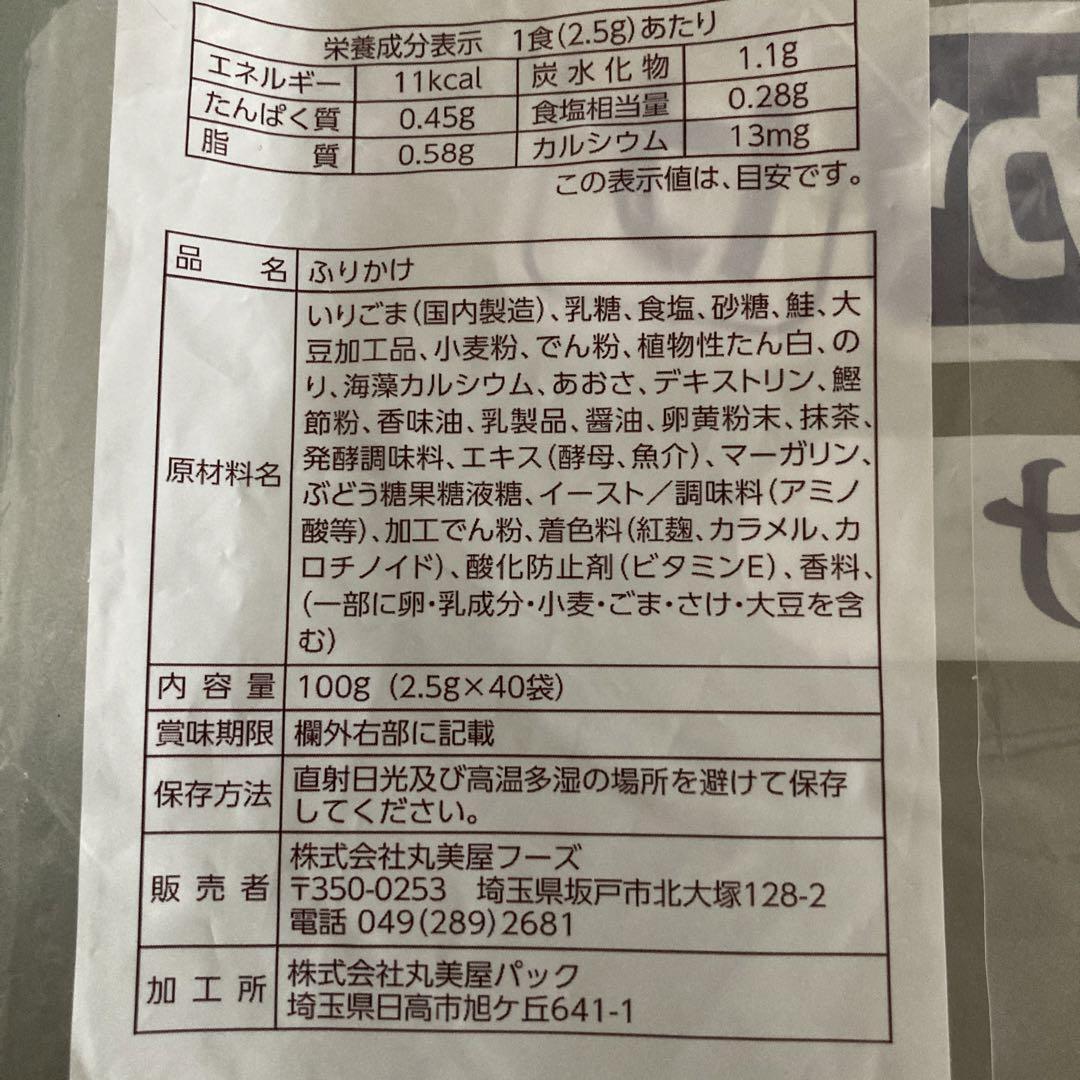 栄養成分表示 1食(2.5g)あたり
エネルギー 11kcal 炭水化物 1.1g
たんぱく質 0.45g 食塩相当量 0.28g
脂質 0.58g カルシウム 13mg
この表示値は、目安です。
品名 ふりかけ
原材料名
いりごま(国内製造)、乳糖、食塩、砂糖、鮭、大
豆加工品、小麦粉、でん粉、植物性たん白、の
り、海藻カルシウム、あおさ、デキストリン、鰹
節粉、香味油、乳製品、醤油、卵黄粉末、抹茶、
発酵調味料、エキス(酵母、魚介)、マーガリン、
ぶどう糖果糖液糖、イースト/調味料(アミノ
酸等)、加工でん粉、着色料(紅麹、カラメル、カ
ロチノイド)、酸化防止剤(ビタミンE)、香料、
(一部に卵・乳成分・小麦・ごま・さけ・大豆を含
む)
内容量 100g (2.5g×40袋)
賞味期限 欄外右部に記載
保存方法
直射日光及び高温多湿の場所を避けて保存
してください。
販売者
株式会社丸美屋フーズ
〒350-0253 埼玉県坂戸市北大塚128-2
電話 049(289)2681
加工所
株式会社丸美屋パック
埼玉県日高市旭ケ丘641-1